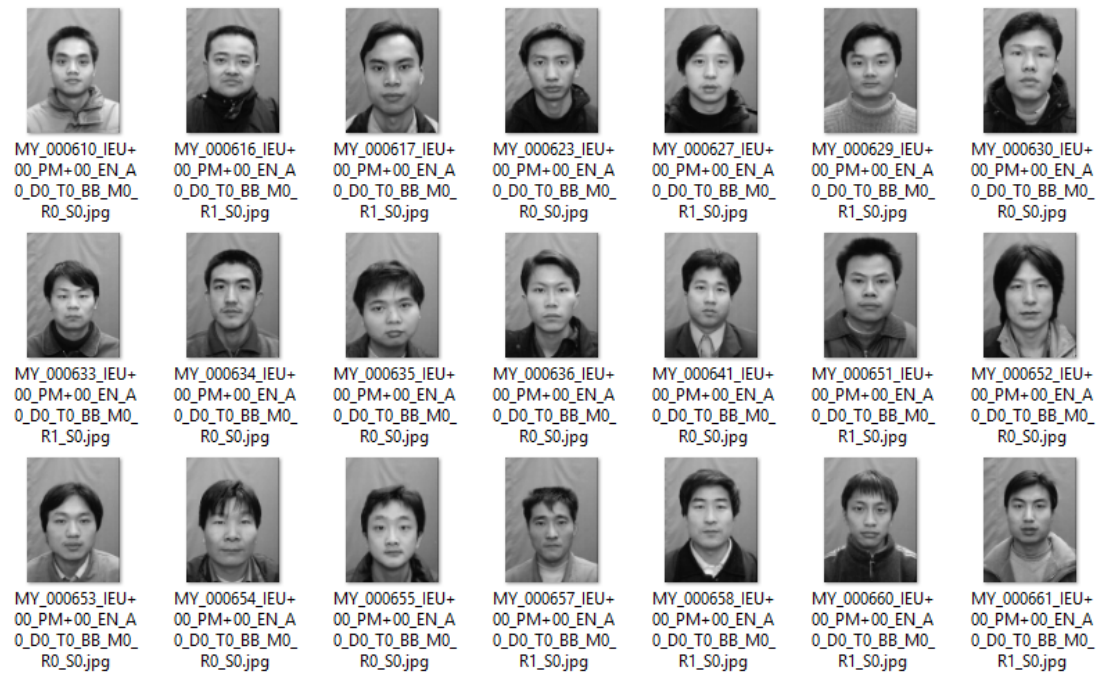 MY_000610_IEU+
00_PM+00_EN_A
0_D0_T0_BB_M0_
R0_S0.jpg
MY_000616_IEU+
00_PM+00_EN_A
0_D0_T0_BB_M0_
R1_S0.jpg
MY_000617_IEU+
00_PM+00_EN_A
0_D0_T0_BB_M0_
R1_S0.jpg
MY_000623_IEU+
00_PM+00_EN_A
0_D0_T0_BB_M0_
R0_S0.jpg
MY_000627_IEU+
00_PM+00_EN_A
0_D0_T0_BB_M0_
R1_S0.jpg
MY_000629_IEU+
00_PM+00_EN_A
0_D0_T0_BB_M0_
R1_S0.jpg
MY_000630_IEU+
00_PM+00_EN_A
0_D0_T0_BB_M0_
R0_S0.jpg
MY_000633_IEU+
00_PM+00_EN_A
0_D0_T0_BB_M0_
R1_S0.jpg
MY_000634_IEU+
00_PM+00_EN_A
0_D0_T0_BB_M0_
R0_S0.jpg
MY_000635_IEU+
00_PM+00_EN_A
0_D0_T0_BB_M0_
R0_S0.jpg
MY_000636_IEU+
00_PM+00_EN_A
0_D0_T0_BB_M0_
R0_S0.jpg
MY_000641_IEU+
00_PM+00_EN_A
0_D0_T0_BB_M0_
R0_S0.jpg
MY_000651_IEU+
00_PM+00_EN_A
0_D0_T0_BB_M0_
R1_S0.jpg
MY_000652_IEU+
00_PM+00_EN_A
0_D0_T0_BB_M0_
R0_S0.jpg
MY_000653_IEU+
00_PM+00_EN_A
0_D0_T0_BB_M0_
R0_S0.jpg
MY_000654_IEU+
00_PM+00_EN_A
0_D0_T0_BB_M0_
R0_S0.jpg
MY_000655_IEU+
00_PM+00_EN_A
0_D0_T0_BB_M0_
R0_S0.jpg
MY_000657_IEU+
00_PM+00_EN_A
0_D0_T0_BB_M0_
R1_S0.jpg
MY_000658_IEU+
00_PM+00_EN_A
0_D0_T0_BB_M0_
R1_S0.jpg
MY_000660_IEU+
00_PM+00_EN_A
0_D0_T0_BB_M0_
R1_S0.jpg
MY_000661_IEU+
00_PM+00_EN_A
0_D0_T0_BB_M0_
R1_S0.jpg